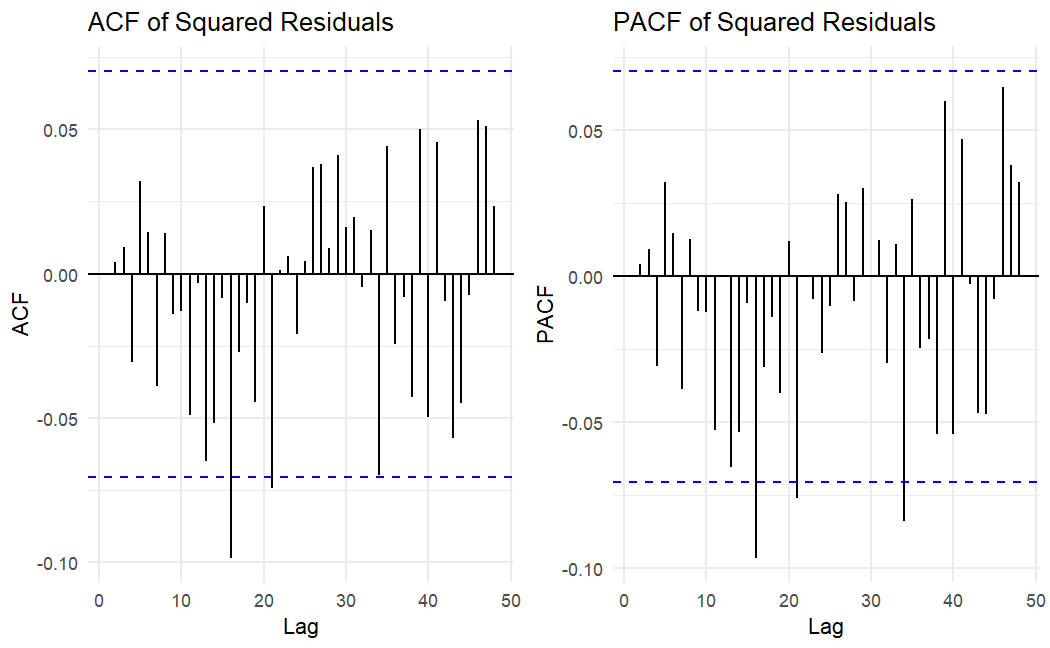 ACF of Squared Residuals
ACF
0.05
0.00
-0.05
-0.10
0 10 20 30 40 50
Lag
PACF of Squared Residuals
PACF
0.05
0.00
-0.05
-0.10
0 10 20 30 40 50
Lag